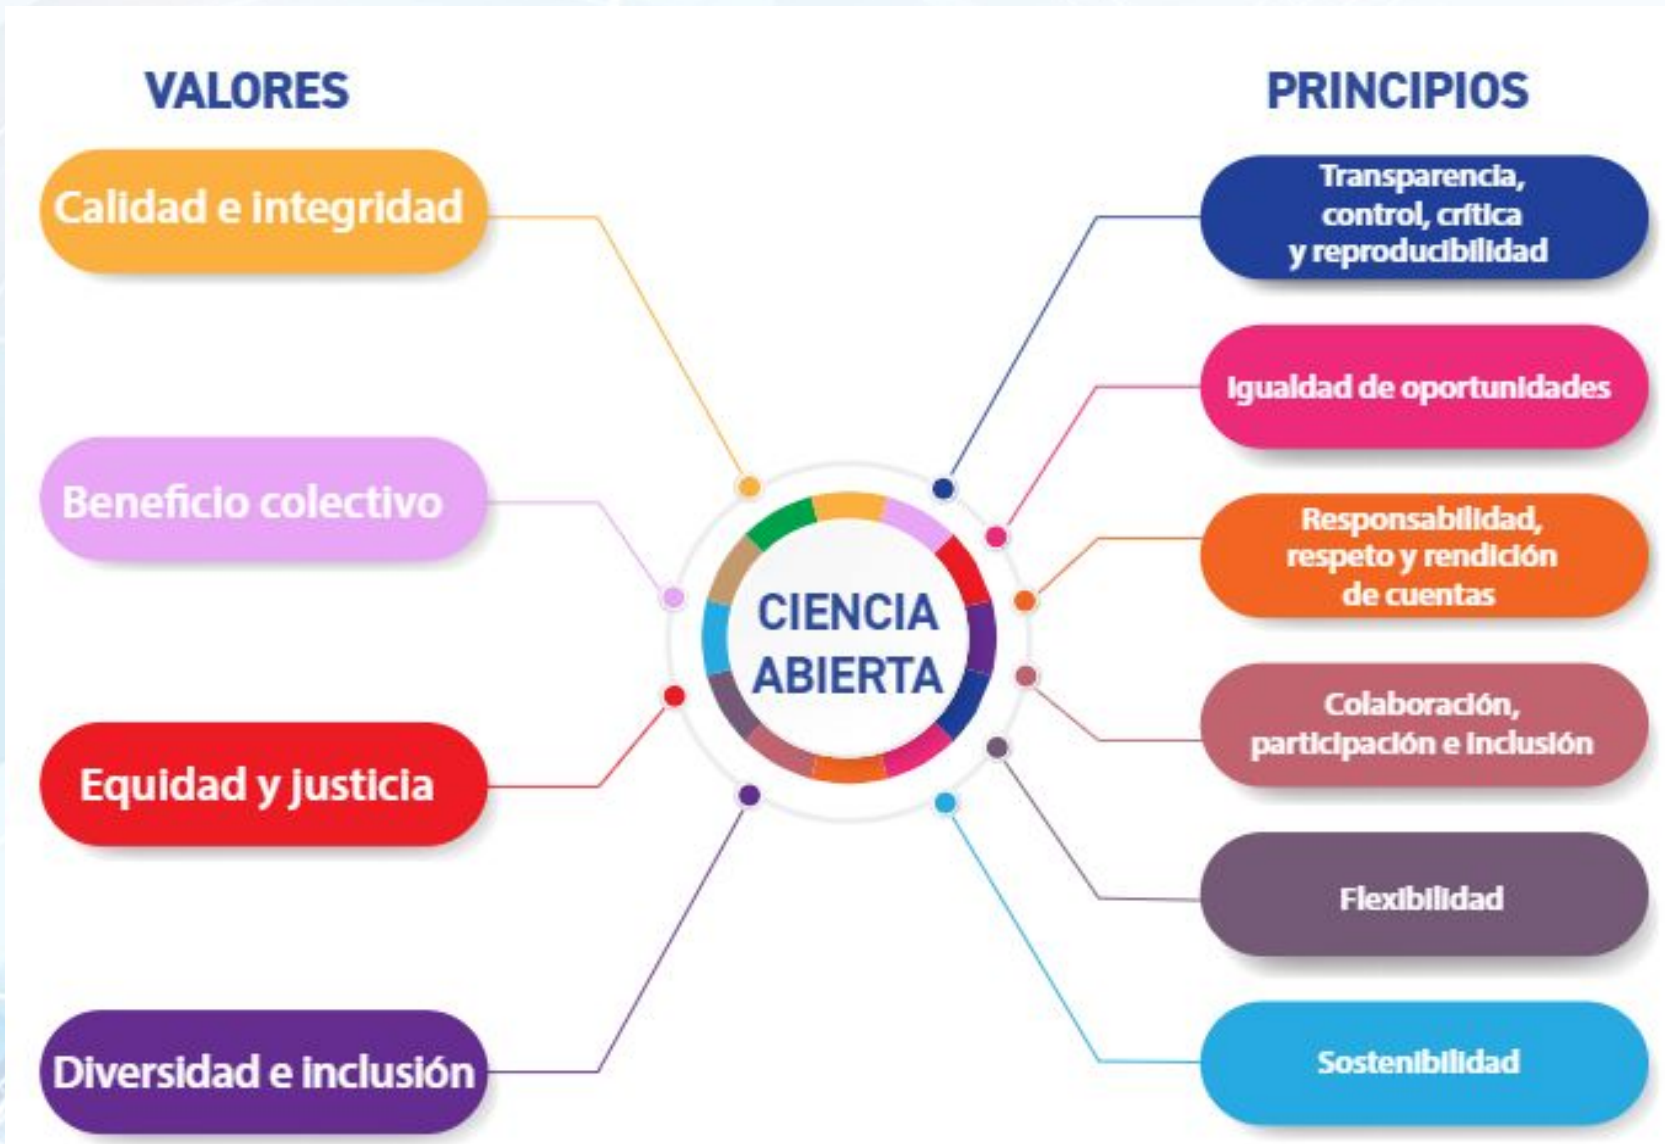 VALORES
Calidad e integridad
Beneficio colectivo
Equidad y justicia
Diversidad e inclusión
CIENCIA
ABIERTA
PRINCIPIOS
Transparencia,
control, crítica
y reproducibilidad
Igualdad de oportunidades
Responsabilidad,
respeto y rendición
de cuentas
Colaboración,
participación e inclusión
Flexibilidad
Sostenibilidad